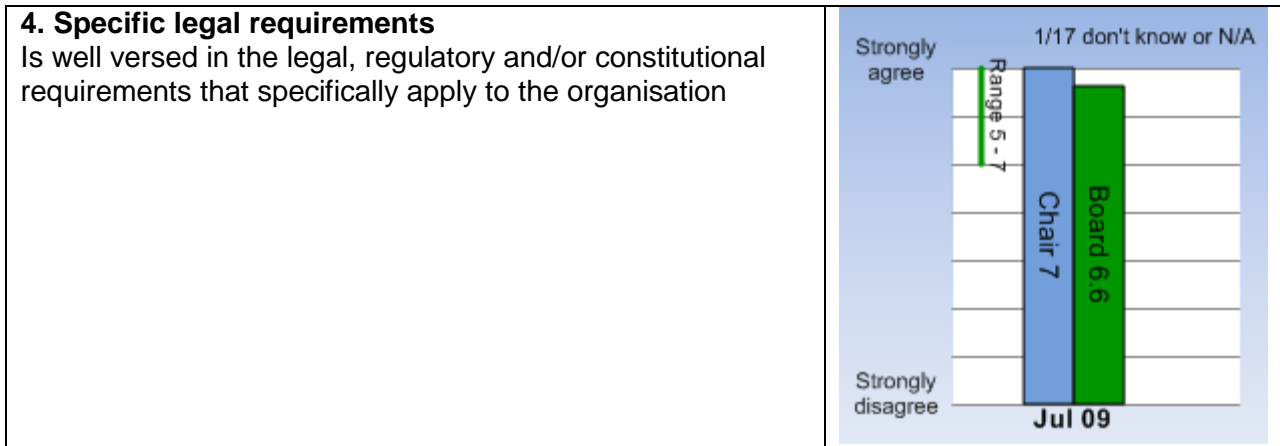 4. Specific legal requirements
Is well versed in the legal, regulatory and/or constitutional
requirements that specifically apply to the organisation
1/17 don't know or N/A
Strongly
agree
Range 5 - 7
Chair 7
Board 6.6
Strongly
disagree
Jul 09